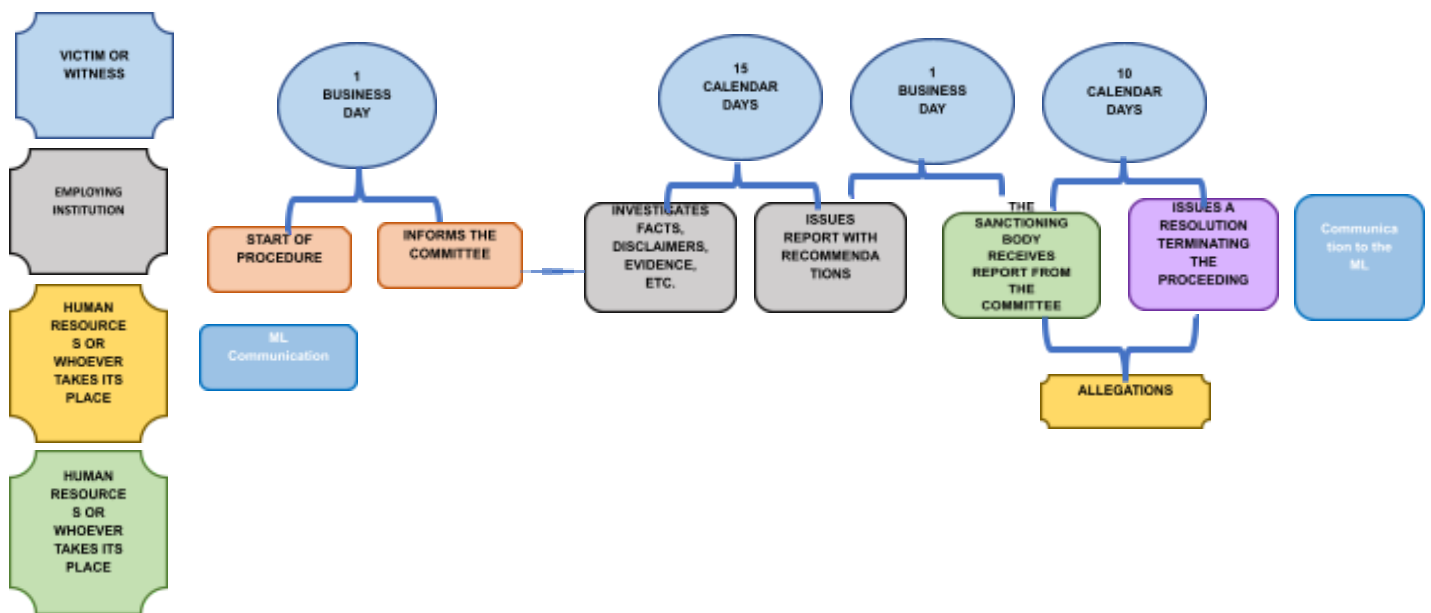 VICTIM OR
WITNESS
EMPLOYING
INSTITUTION
HUMAN
RESOURCE
S OR
WHOEVER
TAKES ITS
PLACE
HUMAN
RESOURCE
S OR
WHOEVER
TAKES ITS
PLACE
1
BUSINESS
DAY
START OF
PROCEDURE
INFORMS THE
COMMITTEE
ML
Communication
15
CALENDAR
DAYS
INVESTIGATES
FACTS,
DISCLAIMERS,
EVIDENCE,
ETC.
ISSUES
REPORT WITH
RECOMMENDA
TIONS
1
BUSINESS
DAY
10
CALENDAR
DAYS
THE
SANCTIONING
BODY
RECEIVES
REPORT FROM
THE
COMMITTEE
ISSUES A
RESOLUTION
TERMINATING
THE
PROCEEDING
ALLEGATIONS
Communica
tion to the
ML